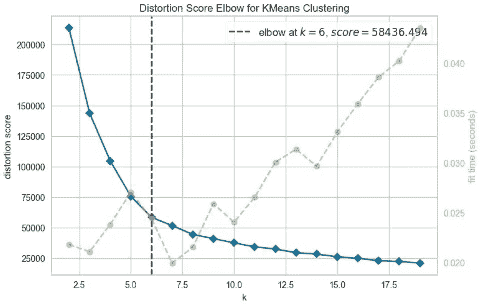 Distortion Score Elbow for KMeans Clustering
elbow at k = 6, score = 58436.494
distortion score
200000
175000
150000
125000
100000
75000
50000
25000
0.040
0.035
0.030
0.025
0.020
fit time (seconds)
2.5 5.0 7.5 10.0 12.5 15.0 17.5
k